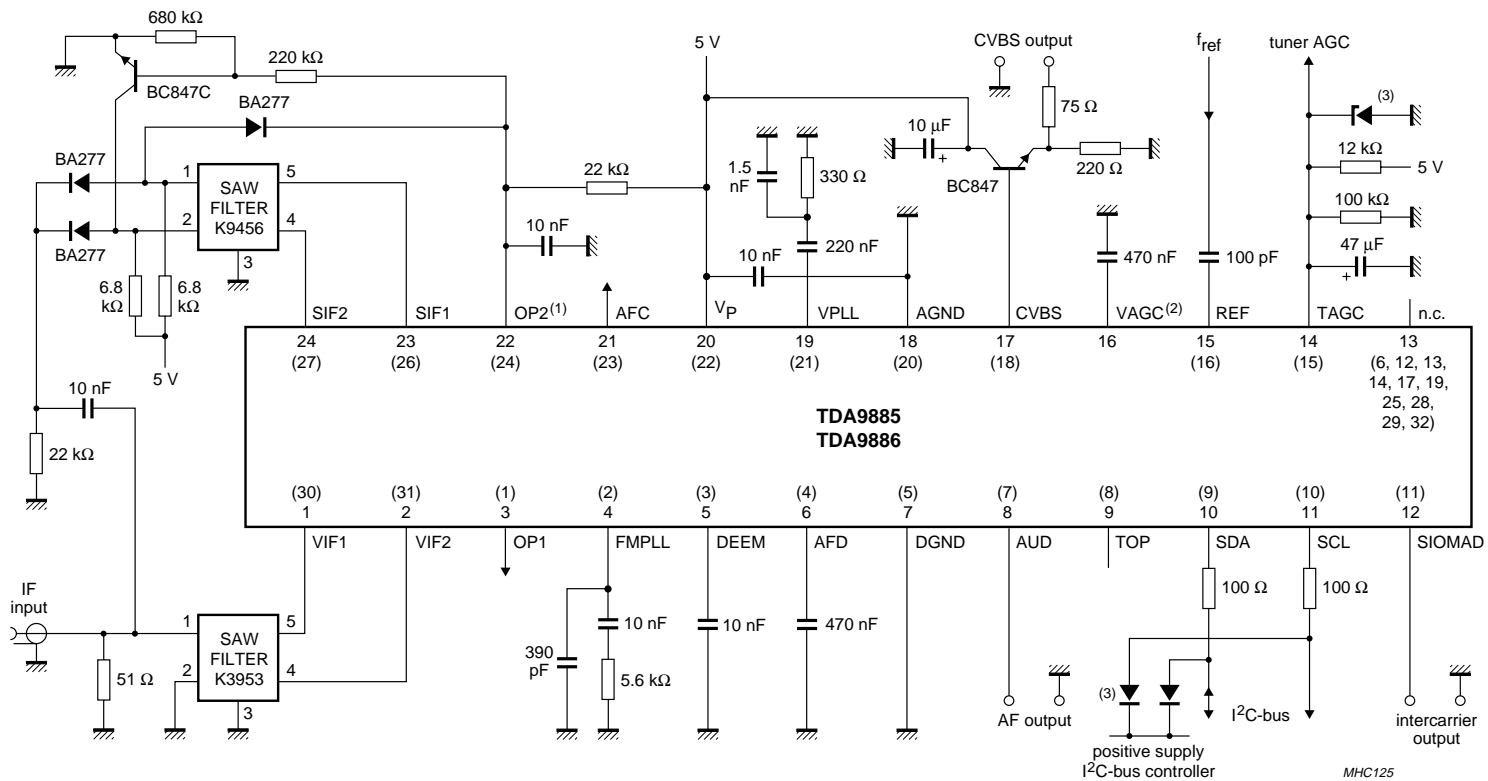 680 kΩ
220 kΩ
BC847C
BA277
BA277
BA277
1
2
3
4
5
SAW
FILTER
K9456
6.8
kΩ
6.8
kΩ
5 V
10 nF
22 kΩ
5 V
22 kΩ
10 nF
1.5
nF
330 Ω
220 nF
10 nF
10 μF
+
CVBS output
75 Ω
BC847
220 Ω
470 nF
fref
100 pF
tuner AGC
(3)
12 kΩ
5 V
100 kΩ
47 μF
+
SIF2
SIF1
OP2(1)
AFC
VP
VPLL
AGND
CVBS
VAGC(2)
REF
TAGC
n.c.
24
23
22
21
20
19
18
17
16
15
14
13
(27)
(26)
(24)
(23)
(22)
(21)
(20)
(18)
(16)
(15)
(6, 12, 13,
14, 17, 19,
25, 28,
29, 32)
TDA9885
TDA9886
(30)
(31)
(1)
(2)
(3)
(4)
(5)
(7)
(8)
(9)
(10)
(11)
1
2
3
4
5
6
7
8
9
10
11
12
VIF1
VIF2
OP1
FMPLL
DEEM
AFD
DGND
AUD
TOP
SDA
SCL
SIOMAD
IF
input
51 Ω
1
2
3
4
5
SAW
FILTER
K3953
390
pF
10 nF
5.6 kΩ
10 nF
470 nF
AF output
100 Ω
100 Ω
(3)
I2C-bus
positive supply
I2C-bus controller
intercarrier
output
MHC125